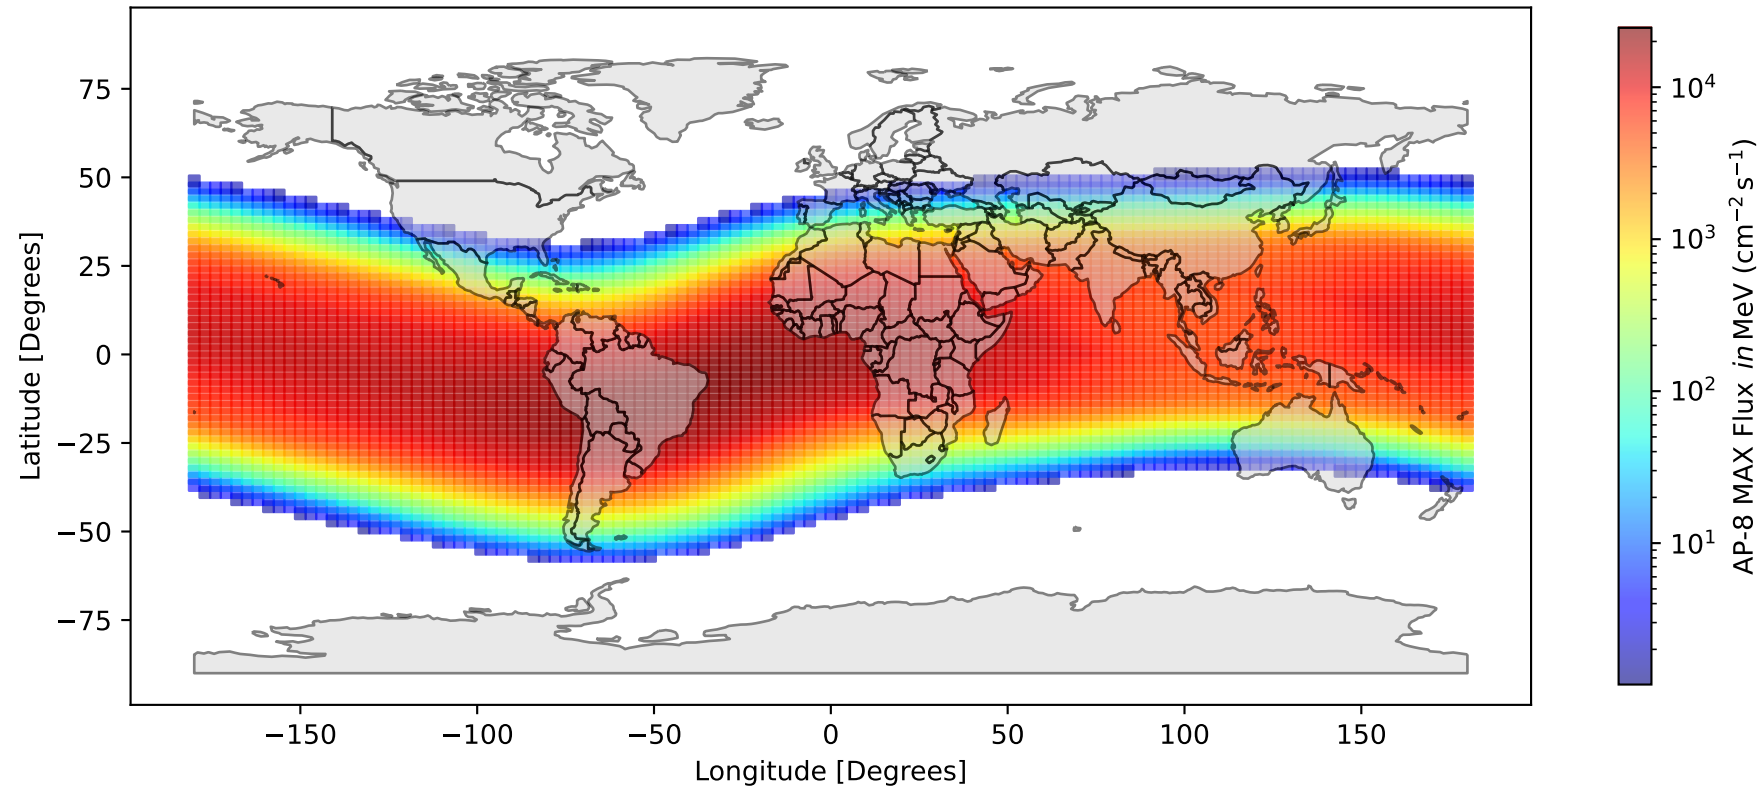 75
50
25
0
−25
−50
−75
Latitude [Degrees]
−150 −100 −50 0 50 100 150
Longitude [Degrees]
10⁴
10³
10²
10¹
AP-8 MAX Flux in MeV (cm⁻² s⁻¹)